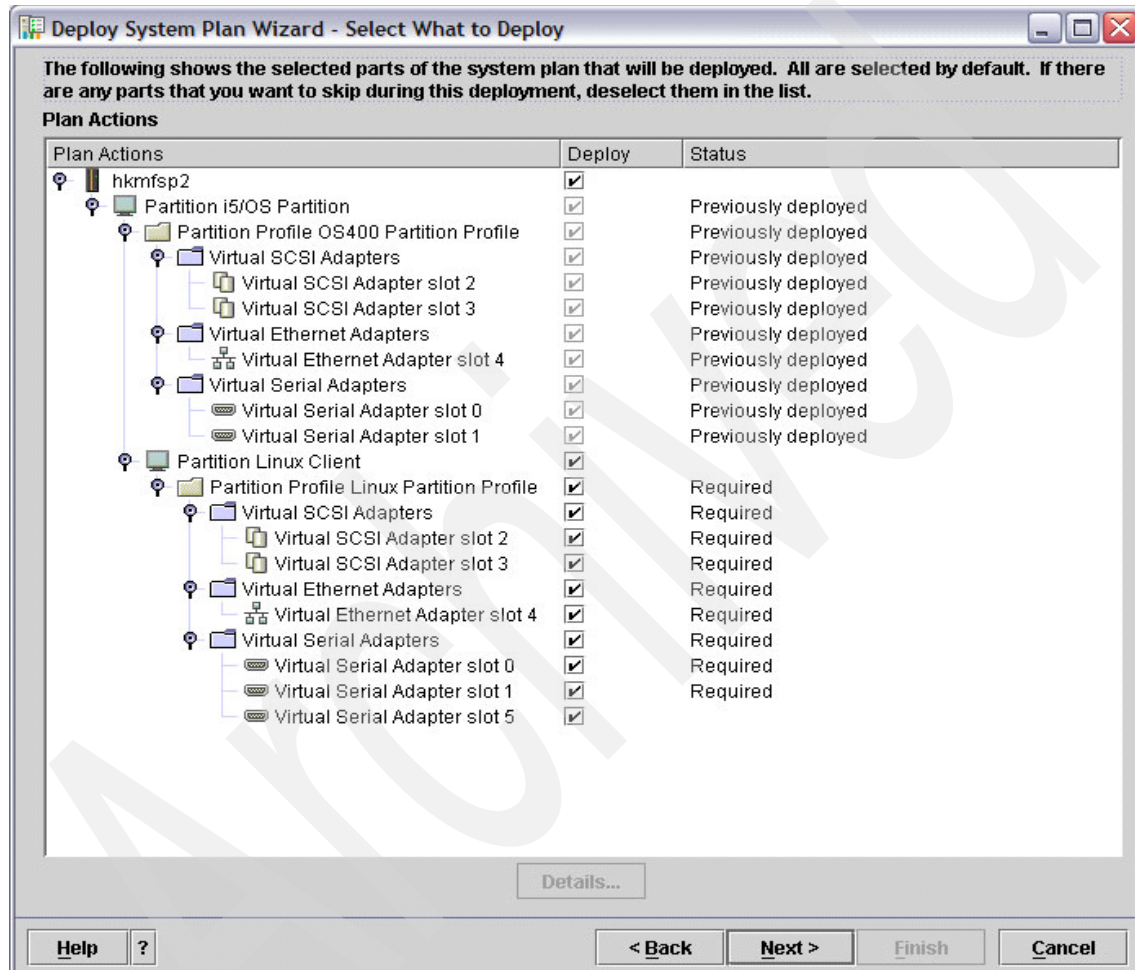 Deploy System Plan Wizard - Select What to Deploy
The following shows the selected parts of the system plan that will be deployed. All are selected by default. If there
are any parts that you want to skip during this deployment, deselect them in the list.
Plan Actions
Plan Actions Deploy Status
hkmfsp2
Partition i5/OS Partition Previously deployed
Partition Profile OS400 Partition Profile Previously deployed
Virtual SCSI Adapters Previously deployed
Virtual SCSI Adapter slot 2 Previously deployed
Virtual SCSI Adapter slot 3 Previously deployed
Virtual Ethernet Adapters Previously deployed
Virtual Ethernet Adapter slot 4 Previously deployed
Virtual Serial Adapters Previously deployed
Virtual Serial Adapter slot 0 Previously deployed
Virtual Serial Adapter slot 1 Previously deployed
Partition Linux Client
Partition Profile Linux Partition Profile Required
Virtual SCSI Adapters Required
Virtual SCSI Adapter slot 2 Required
Virtual SCSI Adapter slot 3 Required
Virtual Ethernet Adapters Required
Virtual Ethernet Adapter slot 4 Required
Virtual Serial Adapters Required
Virtual Serial Adapter slot 0 Required
Virtual Serial Adapter slot 1 Required
Virtual Serial Adapter slot 5
Details...
Help ? < Back Next > Finish Cancel
Archived